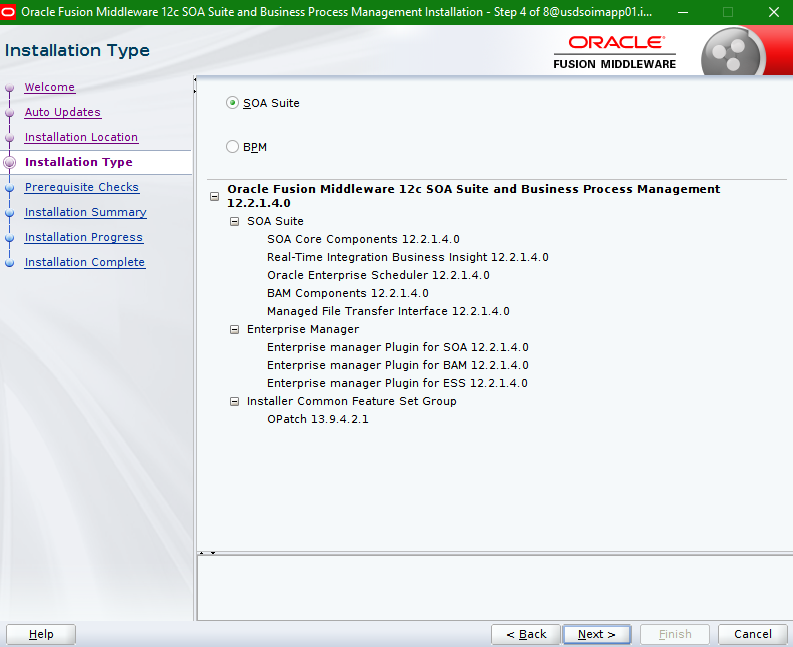 Oracle Fusion Middleware 12c SOA Suite and Business Process Management Installation - Step 4 of 8@usdsoimapp01.i...
Installation Type
ORACLE
FUSION MIDDLEWARE
Welcome
Auto Updates
Installation Location
Installation Type
Prerequisite Checks
Installation Summary
Installation Progress
Installation Complete
SOA Suite
BPM
Oracle Fusion Middleware 12c SOA Suite and Business Process Management
12.2.1.4.0
SOA Suite
SOA Core Components 12.2.1.4.0
Real-Time Integration Business Insight 12.2.1.4.0
Oracle Enterprise Scheduler 12.2.1.4.0
BAM Components 12.2.1.4.0
Managed File Transfer Interface 12.2.1.4.0
Enterprise Manager
Enterprise manager Plugin for SOA 12.2.1.4.0
Enterprise manager Plugin for BAM 12.2.1.4.0
Enterprise manager Plugin for ESS 12.2.1.4.0
Installer Common Feature Set Group
OPatch 13.9.4.2.1
Help
< Back
Next >
Finish
Cancel